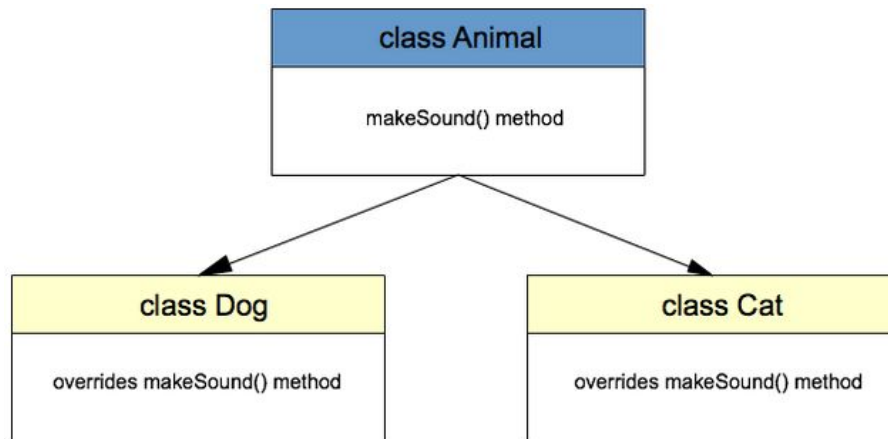 class Animal
makeSound() method
class Dog
overrides makeSound() method
class Cat
overrides makeSound() method